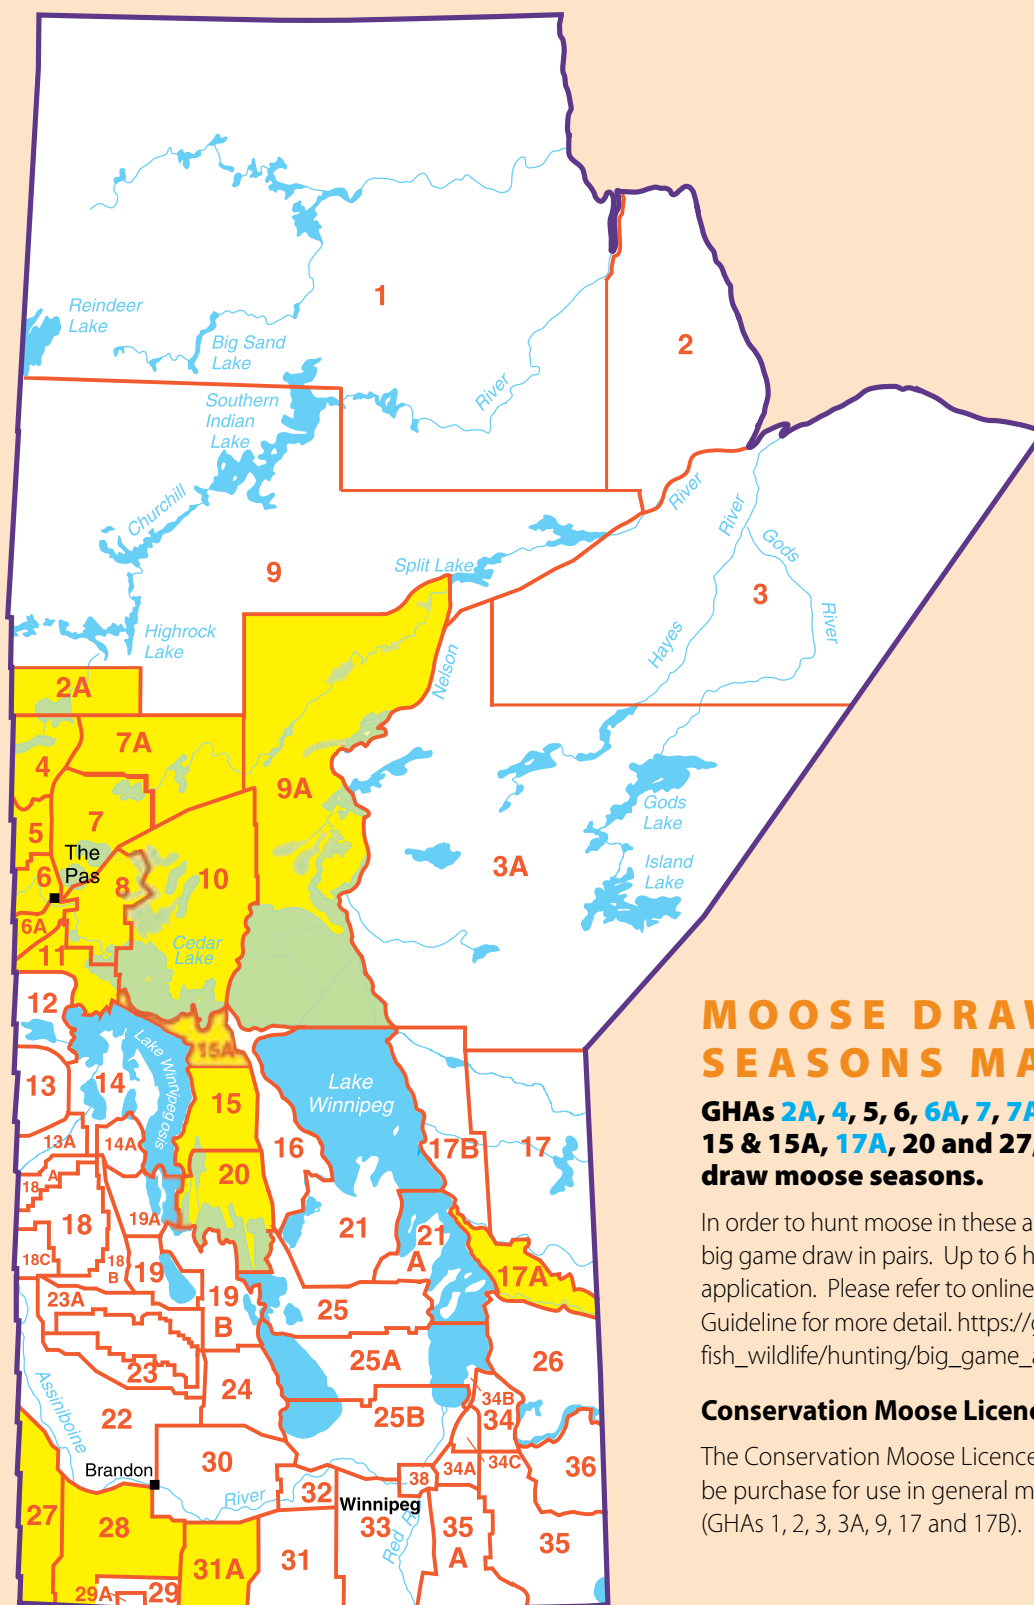 1
2
Reindeer
Lake
Big Sand
Lake
Southern
Indian
Lake
River
River
River
Churchill
Gods
Split Lake
9
3
River
Highrock
Lake
Hayes
Nelson
2A
7A
4
9A
7
5
Gods
Lake
The
Pas
3A
Island
Lake
6
8
10
6A
Cedar
Lake
11
12
15A
Lake Winnipegosis
13
14
15
Lake
Winnipeg
13A
14A
16
17B
17
18A
20
18
19A
21
21A
18C
18B
19
17A
23A
19B
25
23
25A
26
24
Assiniboine
22
25B
34B
34
Brandon
30
38
34A
34C
36
River
32
Winnipeg
27
28
33
Red R
35A
35
31A
31
29A
29
MOOSE DRAW
SEASONS MA
GHAs 2A, 4, 5, 6, 6A, 7, 7A
15 & 15A, 17A, 20 and 27,
draw moose seasons.
In order to hunt moose in these a
big game draw in pairs. Up to 6 h
application. Please refer to online
Guideline for more detail. https://g
fish_wildlife/hunting/big_game_a
Conservation Moose Licenc
The Conservation Moose Licence
be purchase for use in general m
(GHAs 1, 2, 3, 3A, 9, 17 and 17B).